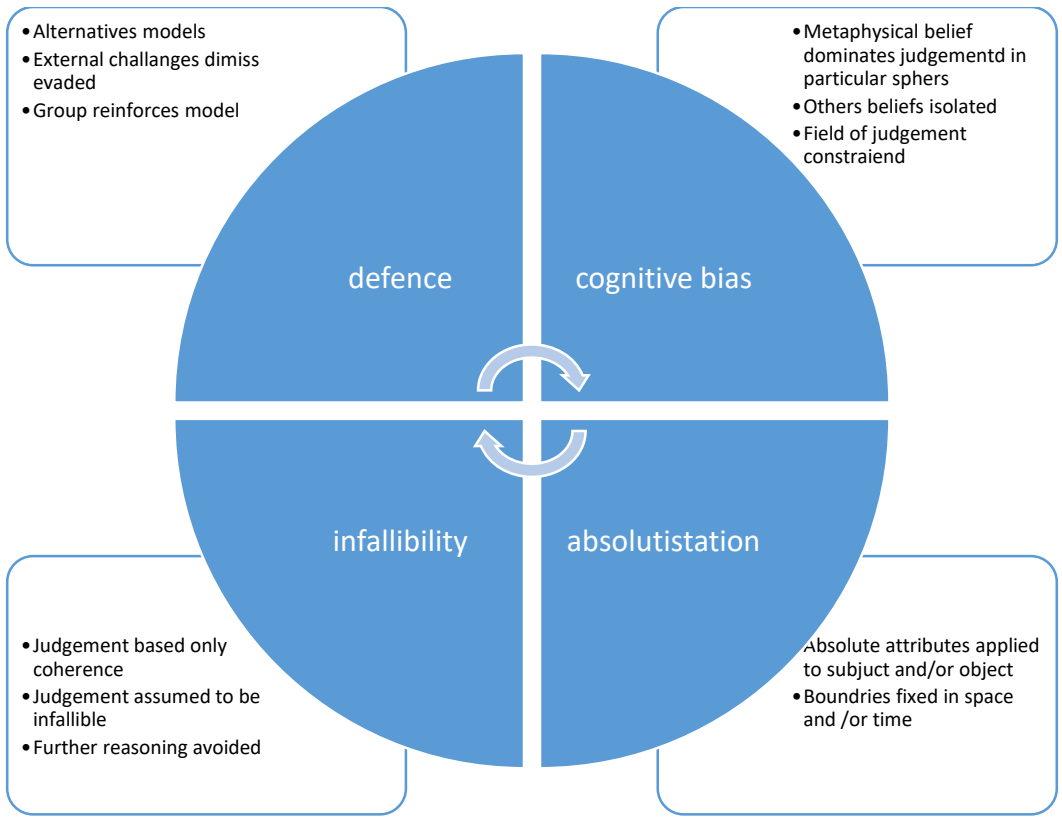 •Alternatives models
•External challanges dimiss
evaded
•Group reinforces model
•Metaphysical belief
dominates judgementd in
particular sphers
•Others beliefs isolated
•Field of judgement
constraiend
defence
cognitive bias
infallibility
absolutistation
•Judgement based only
coherence
•Judgement assumed to be
infallible
•Further reasoning avoided
Absolute attributes applied
to subjuct and/or object
•Boundries fixed in space
and /or time